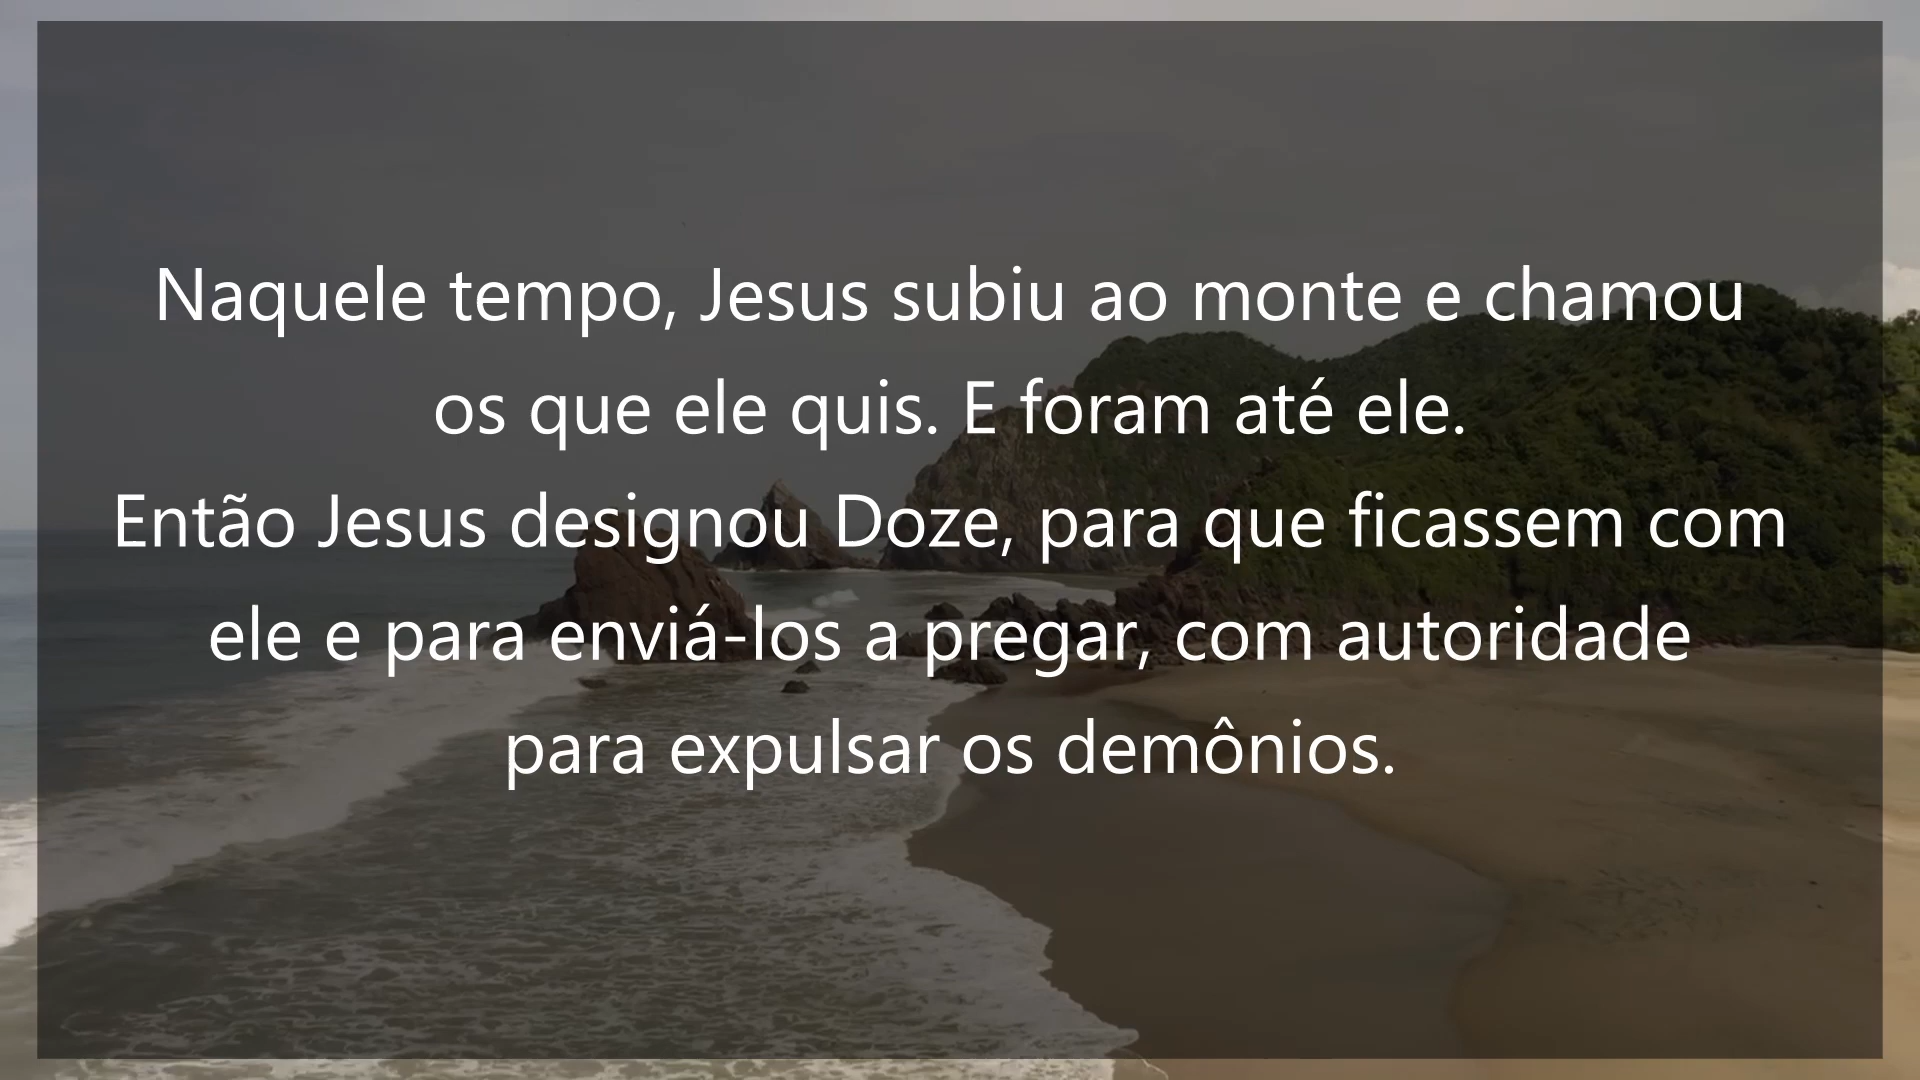 Naquele tempo, Jesus subiu ao monte e chamou
os que ele quis. E foram até ele.
Então Jesus designou Doze, para que ficassem com
ele e para enviá-los a pregar, com autoridade
para expulsar os demônios.